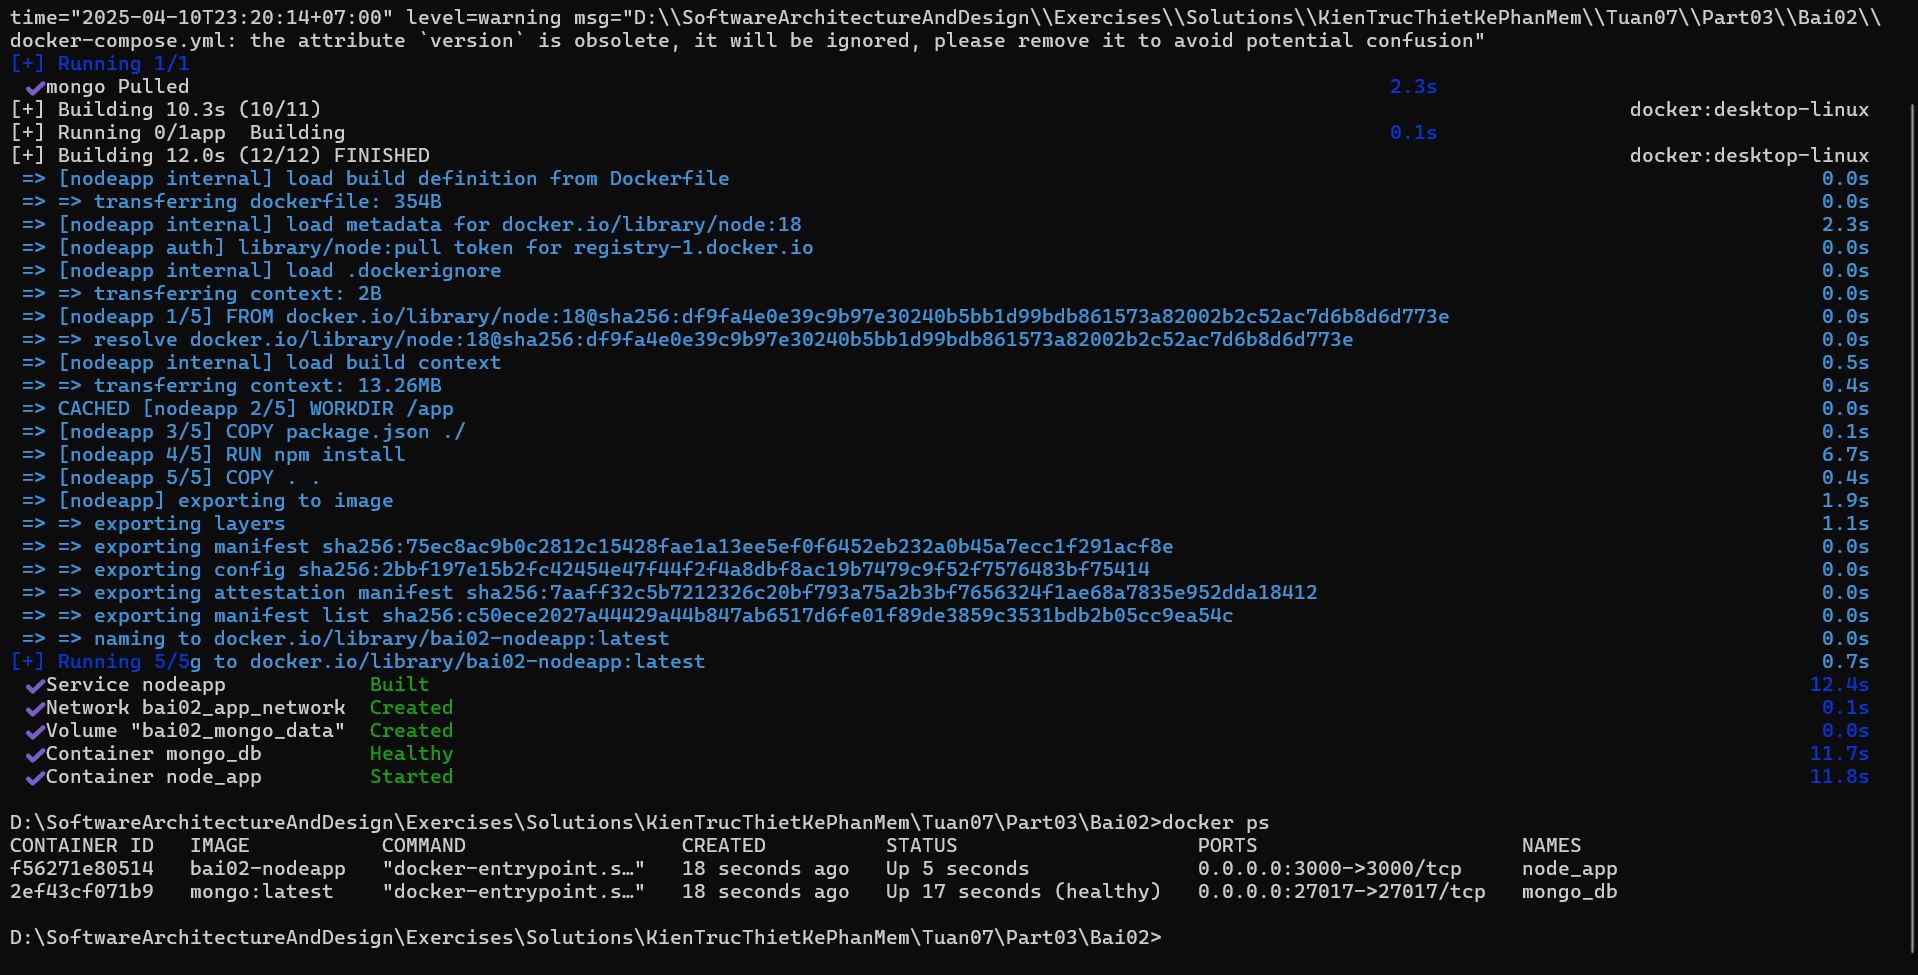 time="2025-04-10T23:20:14+07:00" level=warning msg="D:\\SoftwareArchitectureAndDesign\\Exercises\\Solutions\\KienTrucThietKePhanMem\\Tuan07\\Part03\\Bai02\\
docker-compose.yml: the attribute `version` is obsolete, it will be ignored, please remove it to avoid potential confusion"
[+] Running 1/1
✔mongo Pulled 2.3s
[+] Building 10.3s (10/11) docker:desktop-linux
[+] Running 0/1app  Building 0.1s
[+] Building 12.0s (12/12) FINISHED docker:desktop-linux
=> [nodeapp internal] load build definition from Dockerfile 0.0s
=> => transferring dockerfile: 354B 0.0s
=> [nodeapp internal] load metadata for docker.io/library/node:18 2.3s
=> [nodeapp auth] library/node:pull token for registry-1.docker.io 0.0s
=> [nodeapp internal] load .dockerignore 0.0s
=> => transferring context: 2B 0.0s
=> [nodeapp 1/5] FROM docker.io/library/node:18@sha256:df9fa4e0e39c9b97e30240b5bb1d99bdb861573a82002b2c52ac7d6b8d6d773e 0.0s
=> => resolve docker.io/library/node:18@sha256:df9fa4e0e39c9b97e30240b5bb1d99bdb861573a82002b2c52ac7d6b8d6d773e 0.0s
=> [nodeapp internal] load build context 0.5s
=> => transferring context: 13.26MB 0.4s
=> CACHED [nodeapp 2/5] WORKDIR /app 0.0s
=> [nodeapp 3/5] COPY package.json ./ 0.1s
=> [nodeapp 4/5] RUN npm install 6.7s
=> [nodeapp 5/5] COPY . . 0.4s
=> [nodeapp] exporting to image 1.9s
=> => exporting layers 1.1s
=> => exporting manifest sha256:75ec8ac9b0c2812c15428fae1a13ee5ef0f6452eb232a0b45a7ecc1f291acf8e 0.0s
=> => exporting config sha256:2bbf197e15b2fc42454e47f44f2f4a8dbf8ac19b7479c9f52f7576483bf75414 0.0s
=> => exporting attestation manifest sha256:7aaff32c5b7212326c20bf793a75a2b3bf7656324f1ae68a7835e952dda18412 0.0s
=> => exporting manifest list sha256:c50ece2027a44429a44b847ab6517d6fe01f89de3859c3531bdb2b05cc9ea54c 0.0s
=> => naming to docker.io/library/bai02-nodeapp:latest 0.0s
[+] Running 5/5g to docker.io/library/bai02-nodeapp:latest 0.7s
✔Service nodeapp Built 12.4s
✔Network bai02_app_network Created 0.1s
✔Volume "bai02_mongo_data" Created 0.0s
✔Container mongo_db Healthy 11.7s
✔Container node_app Started 11.8s
D:\SoftwareArchitectureAndDesign\Exercises\Solutions\KienTrucThietKePhanMem\Tuan07\Part03\Bai02>docker ps
CONTAINER ID   IMAGE   COMMAND   CREATED   STATUS   PORTS   NAMES
f56271e80514   bai02-nodeapp   "docker-entrypoint.s…"   18 seconds ago   Up 5 seconds   0.0.0.0:3000->3000/tcp   node_app
2ef43cf071b9   mongo:latest   "docker-entrypoint.s…"   18 seconds ago   Up 17 seconds (healthy)   0.0.0.0:27017->27017/tcp   mongo_db
D:\SoftwareArchitectureAndDesign\Exercises\Solutions\KienTrucThietKePhanMem\Tuan07\Part03\Bai02>